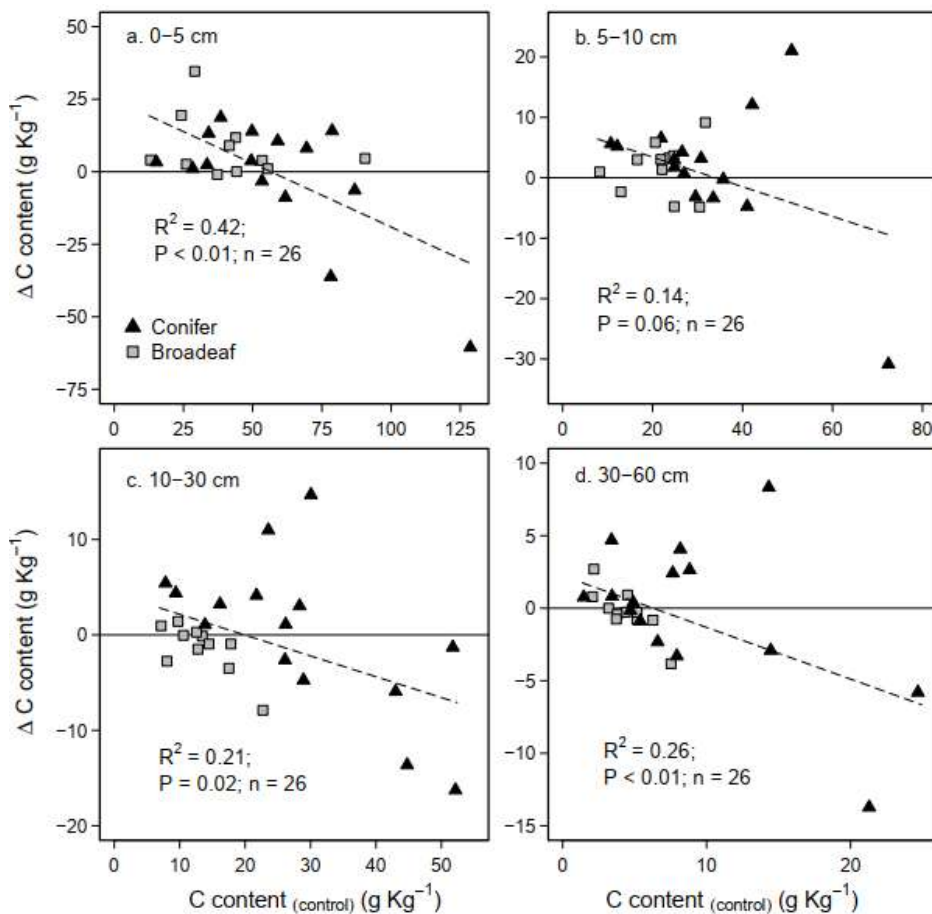 50
25
0
−25
−50
−75
Δ C content (g Kg−1)
a. 0−5 cm
R2 = 0.42;
P < 0.01; n = 26
Conifer
Broadeaf
0 25 50 75 100 125
20
10
0
−10
−20
−30
b. 5−10 cm
R2 = 0.14;
P = 0.06; n = 26
0 20 40 60 80
10
0
−10
−20
Δ C content (g Kg−1)
c. 10−30 cm
R2 = 0.21;
P = 0.02; n = 26
0 10 20 30 40 50
C content (control) (g Kg−1)
10
5
0
−5
−10
−15
d. 30−60 cm
R2 = 0.26;
P < 0.01; n = 26
0 10 20
C content (control) (g Kg−1)